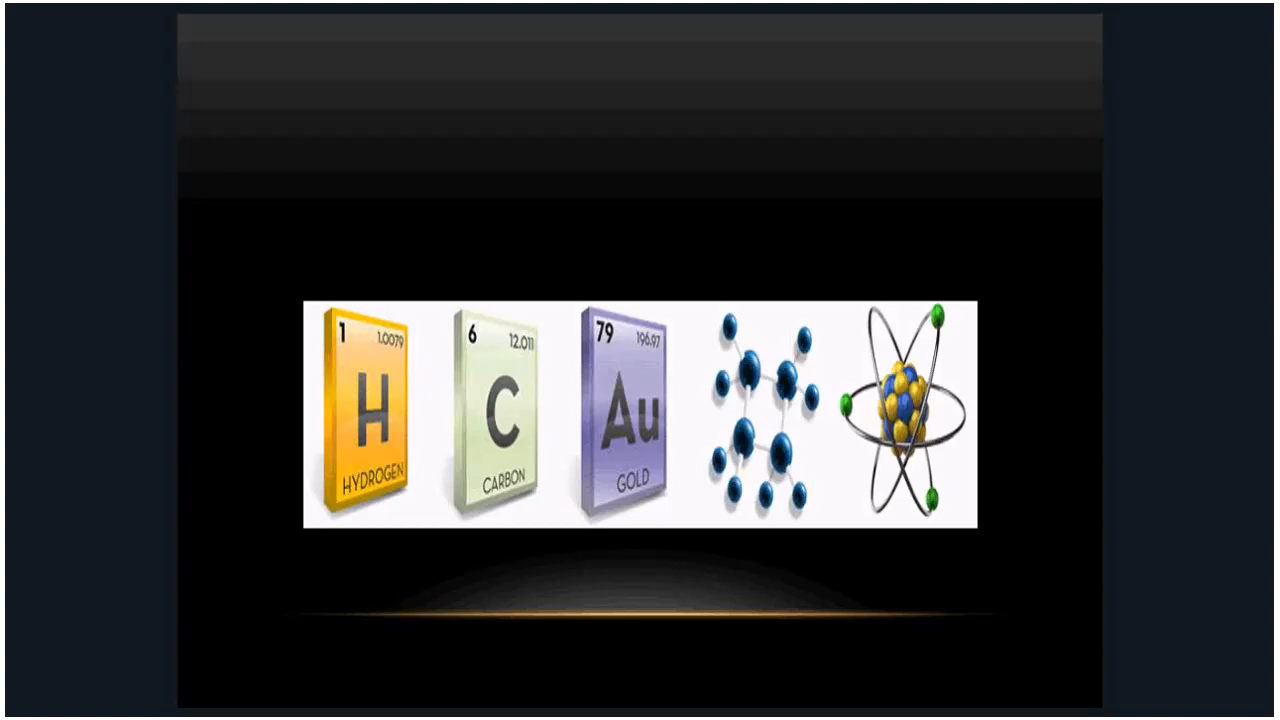 1
1.0079
H
HYDROGEN
6
12.011
C
CARBON
79
196.97
Au
GOLD